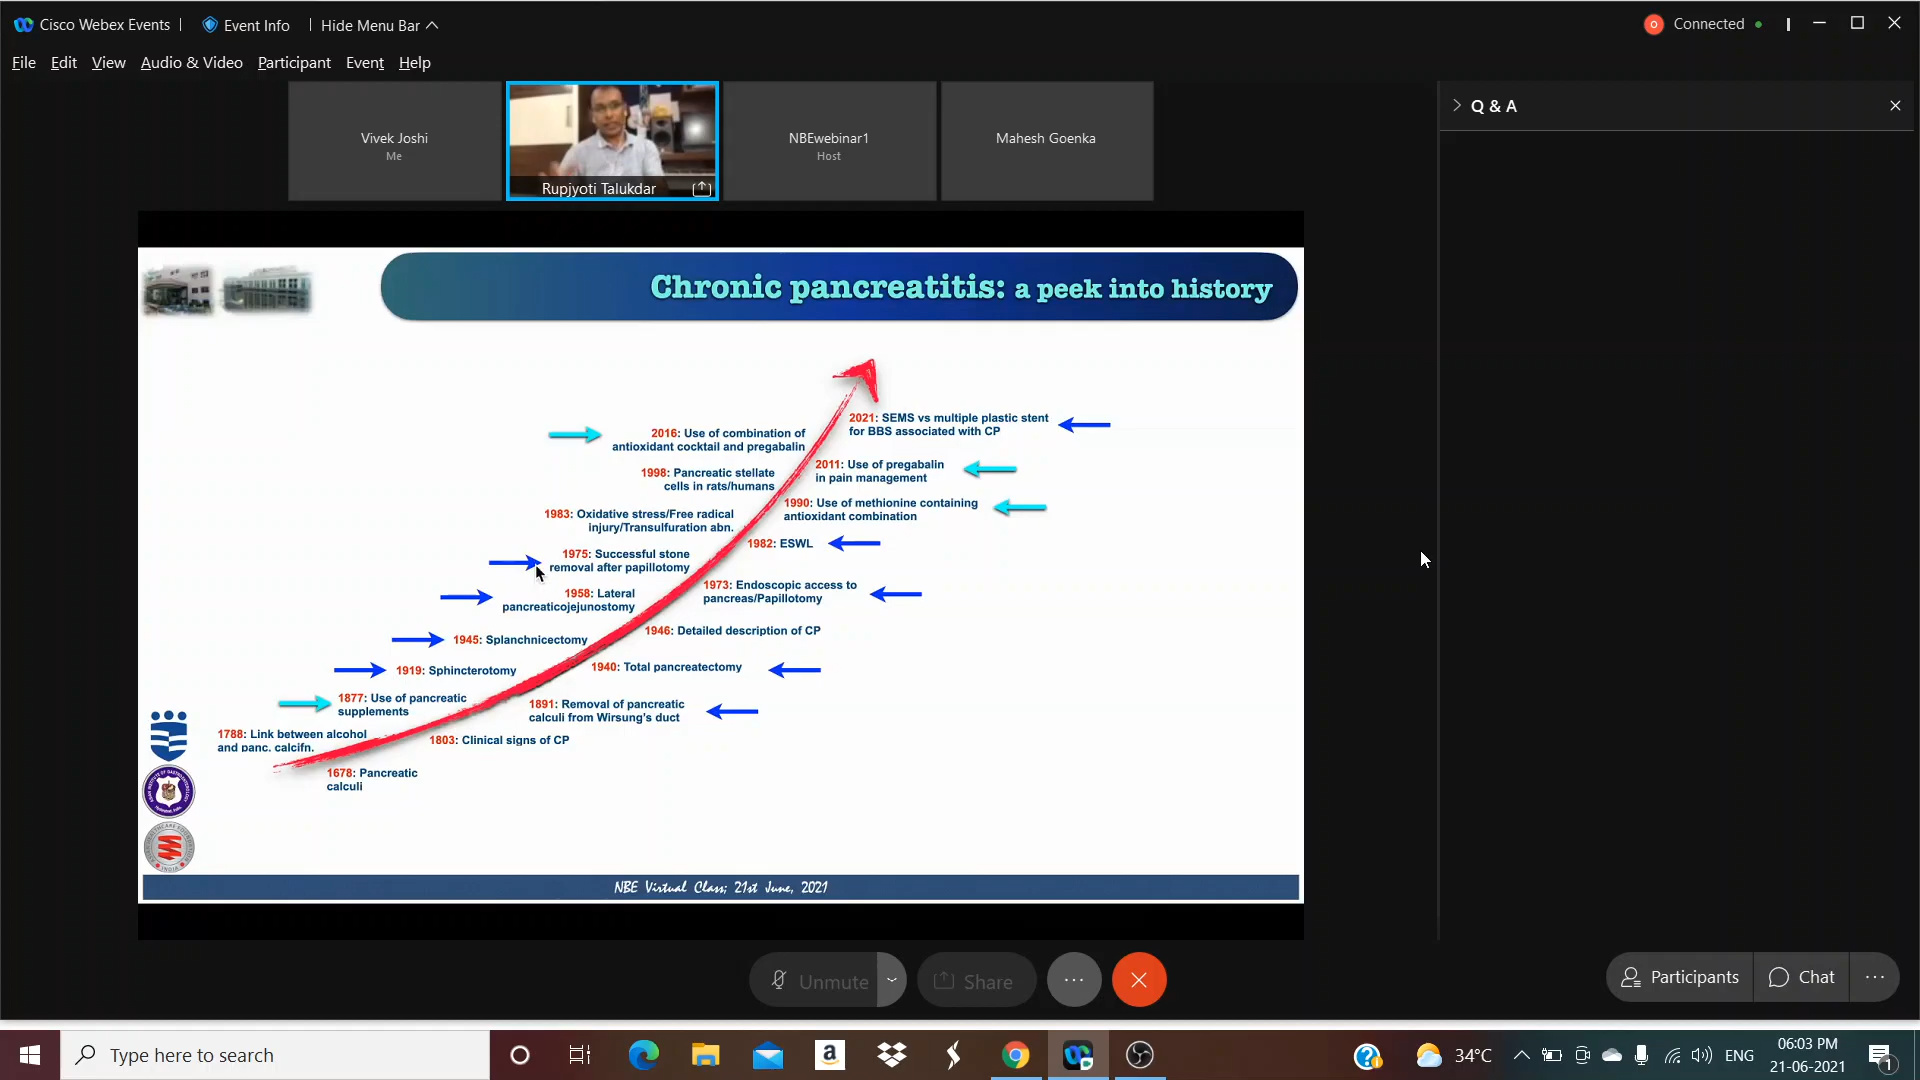 Cisco Webex Events
Event Info
Hide Menu Bar
Connected
File Edit View Audio & Video Participant Event Help
Vivek Joshi
Me
Rupjyoti Talukdar
NBEwebinar1
Host
Mahesh Goenka
Q & A
Chronic pancreatitis: a peek into history
2021: SEMS vs multiple plastic stent
for BBS associated with CP
2016: Use of combination of
antioxidant cocktail and pregabalin
2011: Use of pregabalin
in pain management
1998: Pancreatic stellate
cells in rats/humans
1990: Use of methionine containing
antioxidant combination
1983: Oxidative stress/Free radical
injury/Transulfuration abn.
1982: ESWL
1975: Successful stone
removal after papillotomy
1973: Endoscopic access to
pancreas/Papillotomy
1958: Lateral
pancreaticojejunostomy
1946: Detailed description of CP
1945: Splanchnicectomy
1940: Total pancreatectomy
1919: Sphincterotomy
1877: Use of pancreatic
supplements
1891: Removal of pancreatic
calculi from Wirsung's duct
1788: Link between alcohol
and panc. calcifn.
1803: Clinical signs of CP
1678: Pancreatic
calculi
NBE Virtual Class; 21st June, 2021
Unmute
Share
Participants
Chat
Type here to search
34°C
ENG
06:03 PM
21-06-2021
1